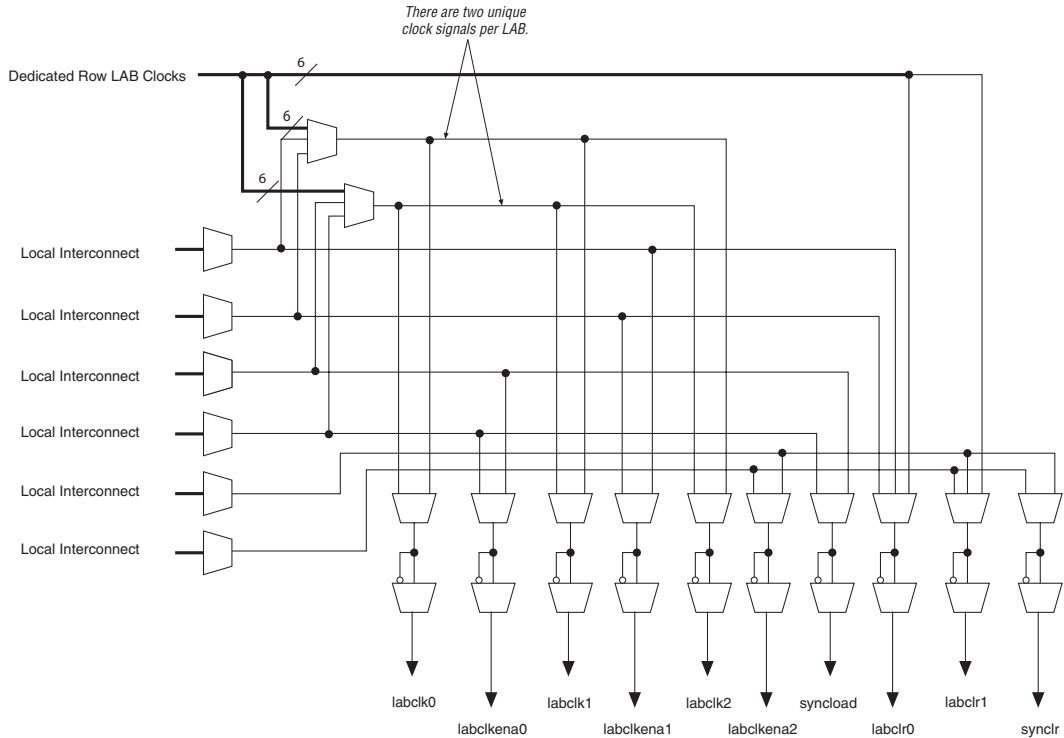 There are two unique
clock signals per LAB.
Dedicated Row LAB Clocks
6
6
6
Local Interconnect
Local Interconnect
Local Interconnect
Local Interconnect
Local Interconnect
Local Interconnect
labclk0
labclk1
labclk2
syncload
labclr1
labclkena0
labclkena1
labclkena2
labclr0
synclr